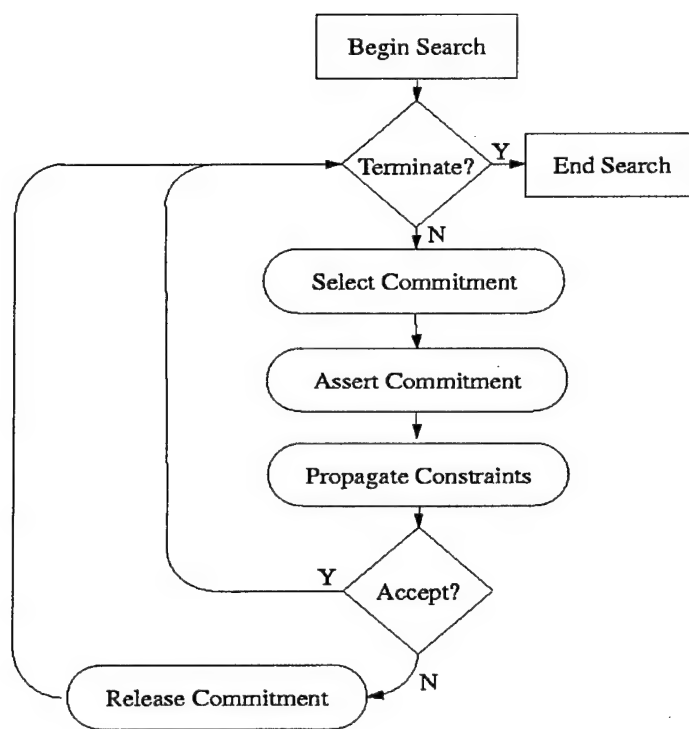 Begin Search
Terminate?
Y
End Search
N
Select Commitment
Assert Commitment
Propagate Constraints
Y
Accept?
N
Release Commitment